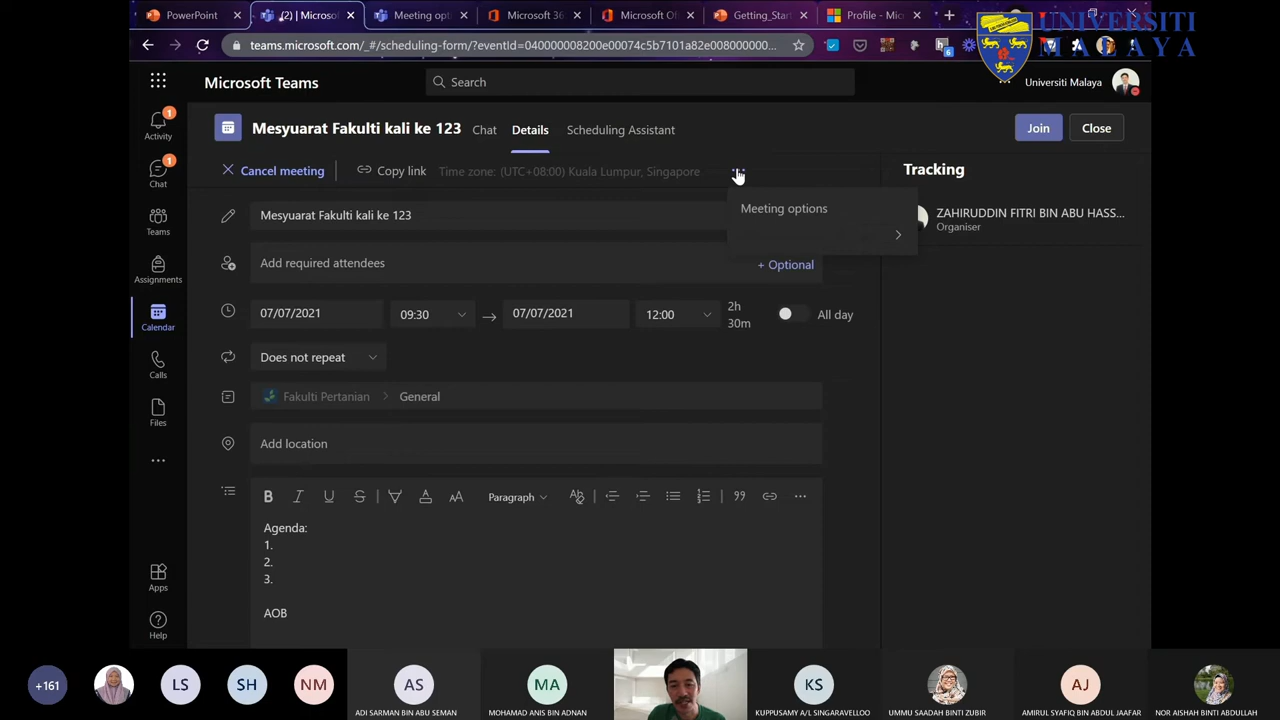 PowerPoint
(2) | Microso
Meeting opt
Microsoft 36
Microsoft Of
Getting_Star
Profile - Mic
UNIVERSITI
MALAYA
teams.microsoft.com/_#/scheduling-form/?eventId=040000008200e00074c5b7101a82e008000000...
6
Microsoft Teams
Search
Universiti Malaya
1
Activity
Mesyuarat Fakulti kali ke 123
Chat
Details
Scheduling Assistant
Join
Close
1
Chat
Cancel meeting
Copy link
Time zone: (UTC+08:00) Kuala Lumpur, Singapore
Tracking
Meeting options
Teams
Mesyuarat Fakulti kali ke 123
ZAHIRUDDIN FITRI BIN ABU HASS...
Organiser
Assignments
Add required attendees
+ Optional
Calendar
07/07/2021
09:30
07/07/2021
12:00
2h
30m
All day
Calls
Does not repeat
Files
Fakulti Pertanian
General
Add location
B I U S
AA
Paragraph
Agenda:
1.
2.
3.
AOB
Apps
Help
+161
LS
SH
NM
AS
MA
KS
AJ
ADI SARMAN BIN ABU SEMAN
MOHAMAD ANIS BIN ADNAN
KUPPUSAMY A/L SINGARAVELLOO
UMMU SAADAH BINTI ZUBIR
AMIRUL SYAFIQ BIN ABDUL JAAFAR
NOR AISHAH BINTI ABDULLAH